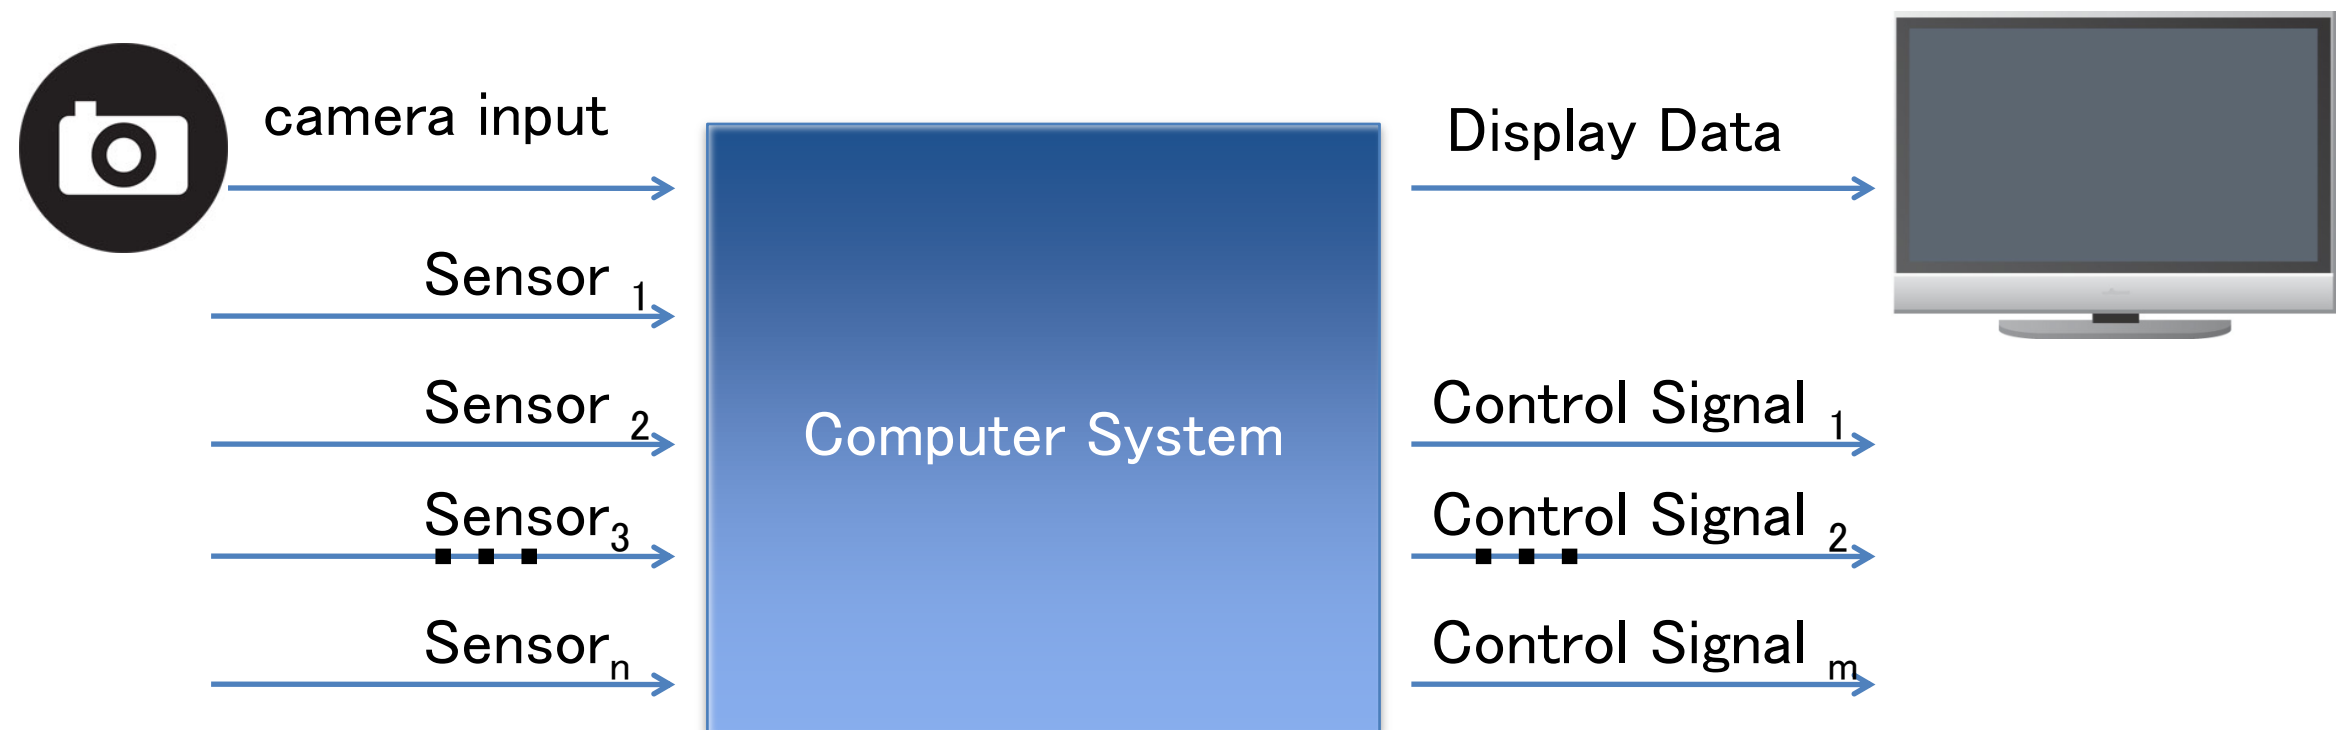 camera input
Display Data
Sensor 1
Sensor 2
Computer System
Control Signal 1
Sensor3
Control Signal 2
Sensorn
Control Signal m